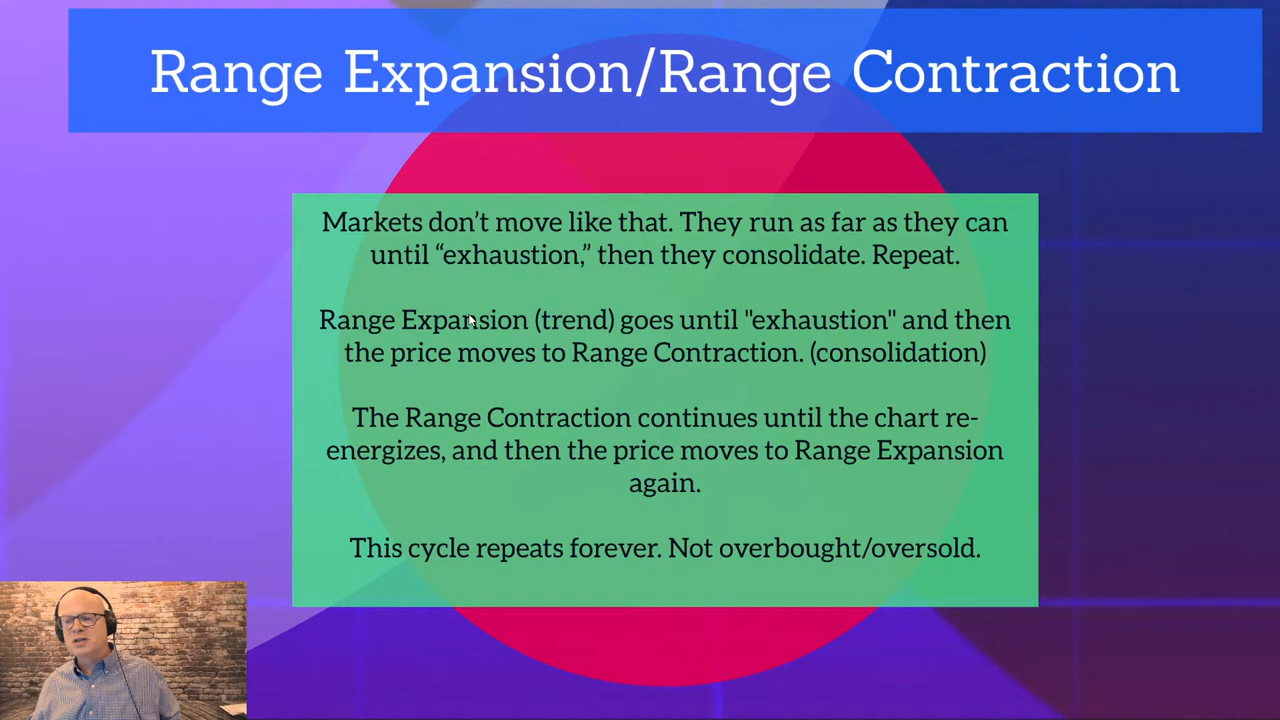 Range Expansion/Range Contraction
Markets don’t move like that. They run as far as they can
until “exhaustion,” then they consolidate. Repeat.
Range Expansion (trend) goes until "exhaustion" and then
the price moves to Range Contraction. (consolidation)
The Range Contraction continues until the chart re-
energizes, and then the price moves to Range Expansion
again.
This cycle repeats forever. Not overbought/oversold.